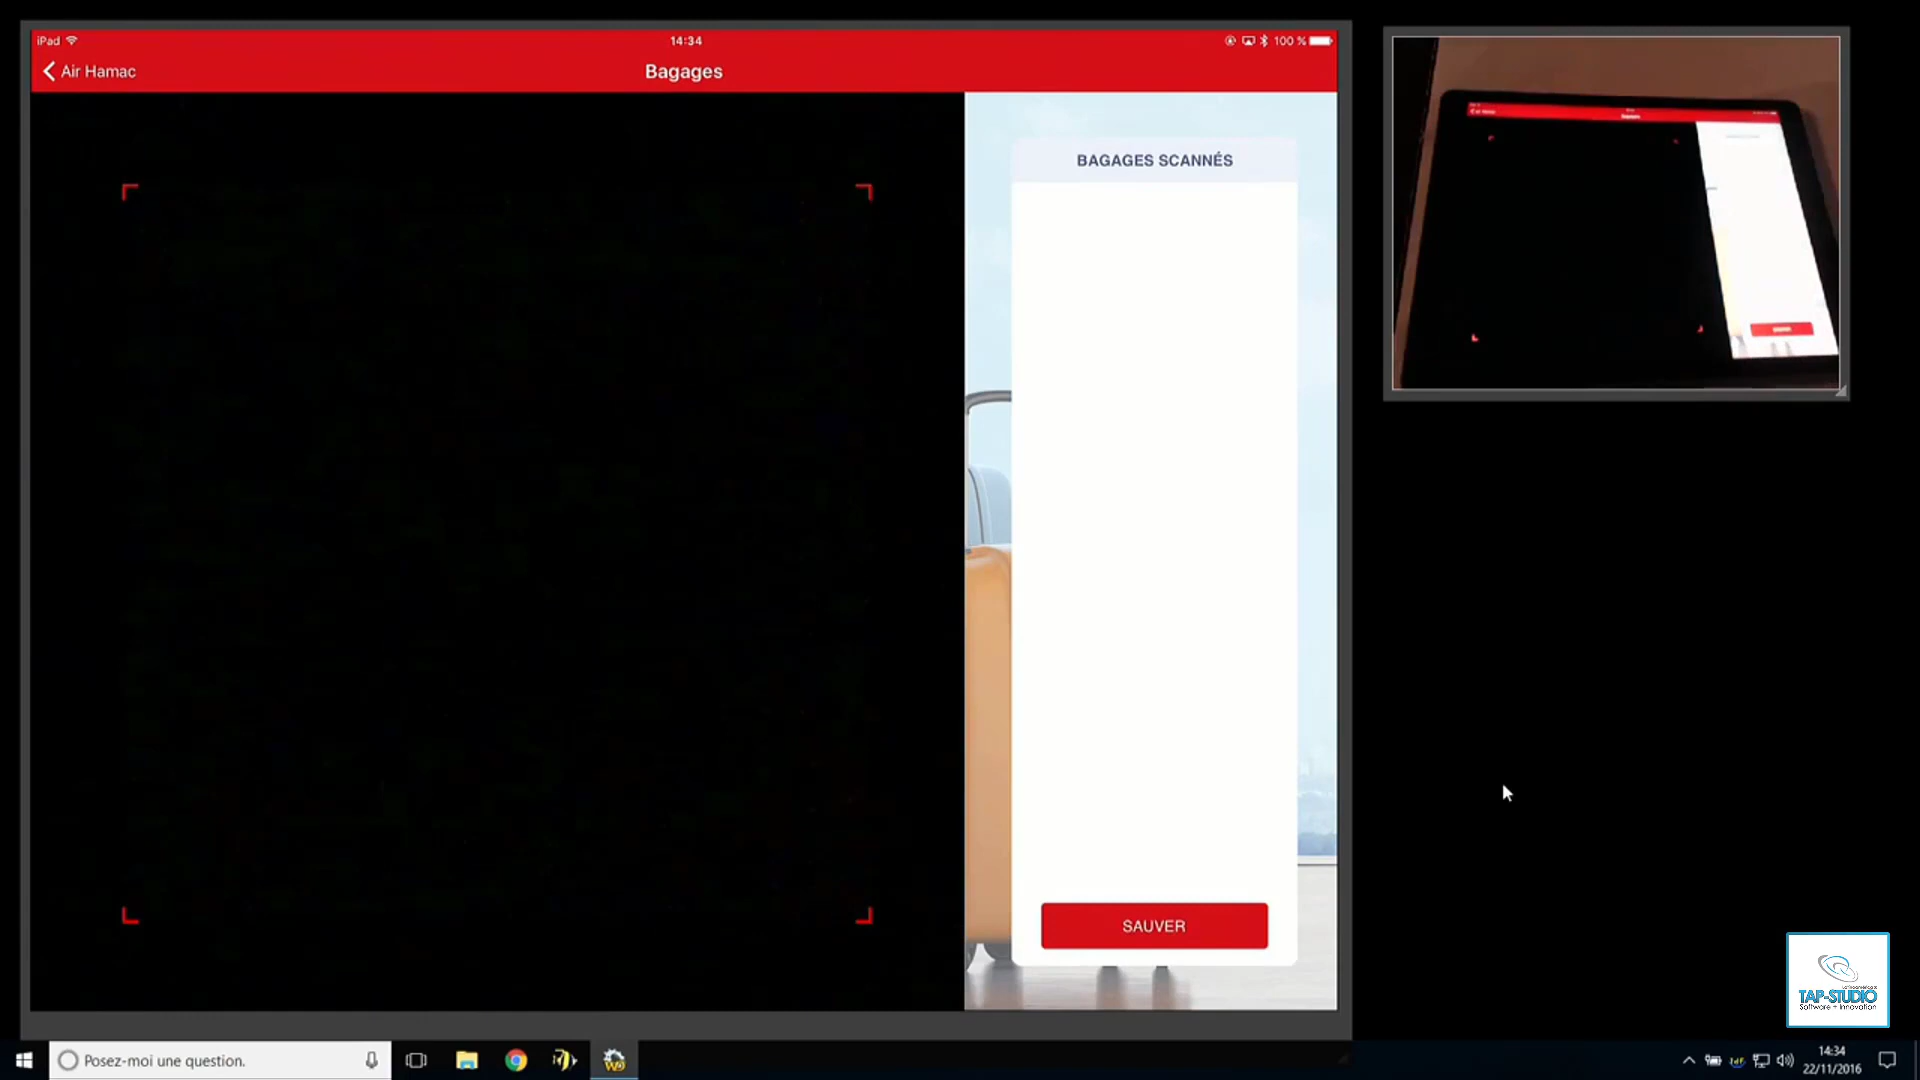 iPad
14:34
100 %
Air Hamac
Bagages
BAGAGES SCANNÉS
SAUVER
Latinoamérica
TAP-STUDIO
Software + Innovation
Posez-moi une question.
14:34
22/11/2016